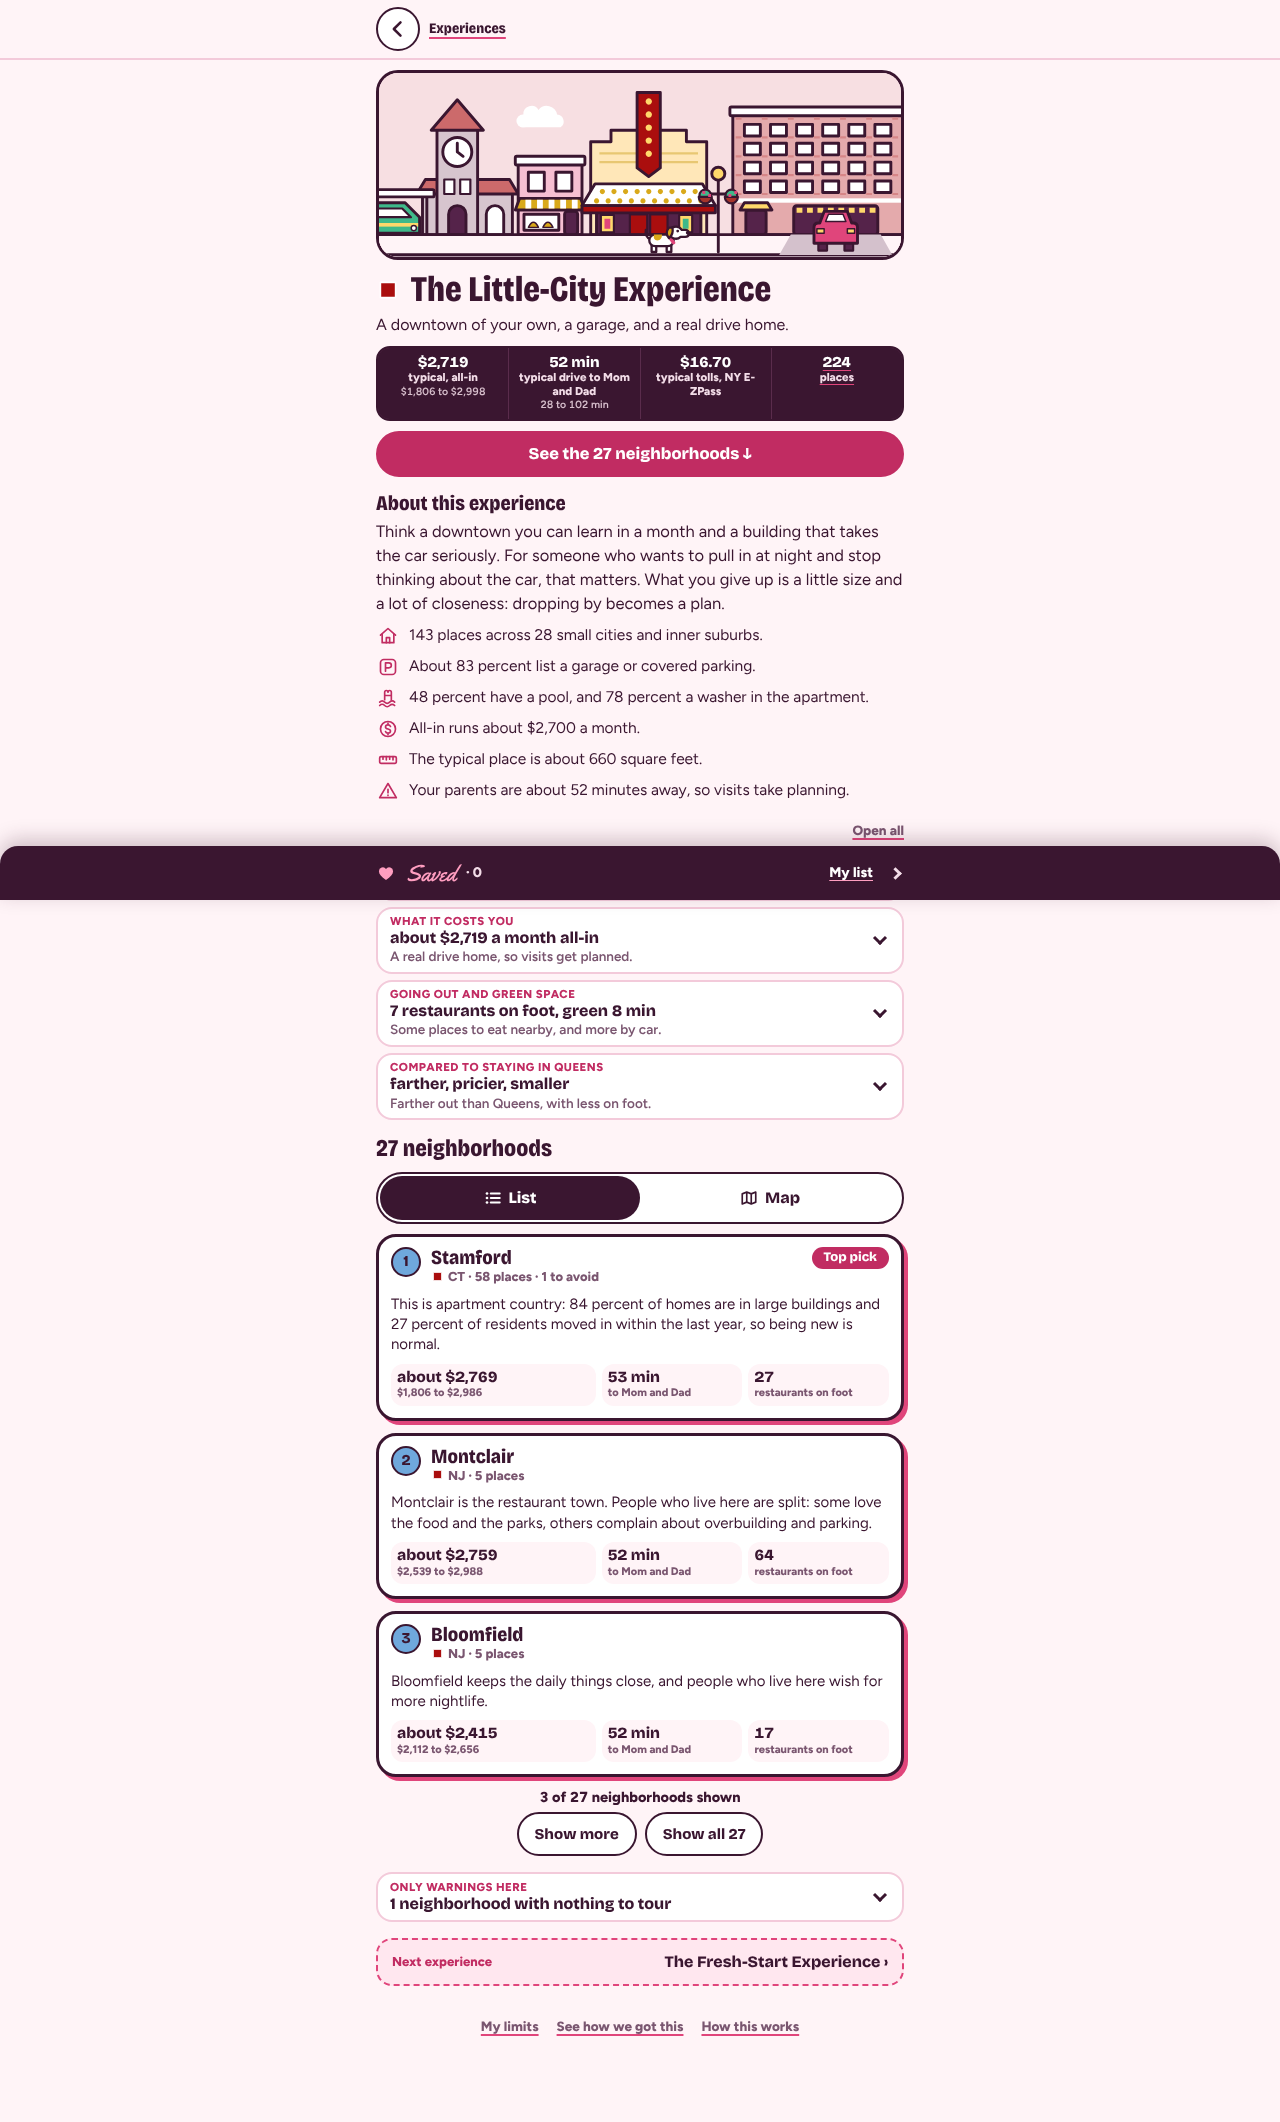 Experiences
The Little-City Experience
A downtown of your own, a garage, and a real drive home.
$2,719
typical, all-in
$1,806 to $2,998
52 min
typical drive to Mom
and Dad
28 to 102 min
$16.70
typical tolls, NY E-
ZPass
224
places
See the 27 neighborhoods ↓
About this experience
Think a downtown you can learn in a month and a building that takes
the car seriously. For someone who wants to pull in at night and stop
thinking about the car, that matters. What you give up is a little size and
a lot of closeness: dropping by becomes a plan.
143 places across 28 small cities and inner suburbs.
About 83 percent list a garage or covered parking.
48 percent have a pool, and 78 percent a washer in the apartment.
All-in runs about $2,700 a month.
The typical place is about 660 square feet.
Your parents are about 52 minutes away, so visits take planning.
Open all
Saved · 0
My list
WHAT IT COSTS YOU
about $2,719 a month all-in
A real drive home, so visits get planned.
GOING OUT AND GREEN SPACE
7 restaurants on foot, green 8 min
Some places to eat nearby, and more by car.
COMPARED TO STAYING IN QUEENS
farther, pricier, smaller
Farther out than Queens, with less on foot.
27 neighborhoods
List
Map
1
Stamford
Top pick
CT · 58 places · 1 to avoid
This is apartment country: 84 percent of homes are in large buildings and
27 percent of residents moved in within the last year, so being new is
normal.
about $2,769
$1,806 to $2,986
53 min
to Mom and Dad
27
restaurants on foot
2
Montclair
NJ · 5 places
Montclair is the restaurant town. People who live here are split: some love
the food and the parks, others complain about overbuilding and parking.
about $2,759
$2,539 to $2,988
52 min
to Mom and Dad
64
restaurants on foot
3
Bloomfield
NJ · 5 places
Bloomfield keeps the daily things close, and people who live here wish for
more nightlife.
about $2,415
$2,112 to $2,656
52 min
to Mom and Dad
17
restaurants on foot
3 of 27 neighborhoods shown
Show more
Show all 27
ONLY WARNINGS HERE
1 neighborhood with nothing to tour
Next experience
The Fresh-Start Experience ›
My limits
See how we got this
How this works